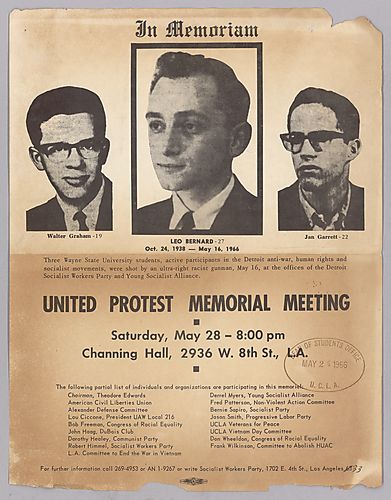 In Memoriam
Walter Graham -19
LEO BERNARD -27
Oct. 24, 1938 — May 16, 1966
Jan Garrett -22
Three Wayne State University students, active participants in the Detroit anti-war, human rights and
socialist movements, were shot by an ultra-right racist gunman, May 16, at the offices of the Detroit
Socialist Workers Party and Young Socialist Alliance.
UNITED PROTEST MEMORIAL MEETING
Saturday, May 28 – 8:00 pm
Channing Hall, 2936 W. 8th St., L.A.
OF STUDENTS OFFICE
MAY 2 1966
U.C.L.A.
The following partial list of individuals and organizations are participating in this memorial:
Chairman, Theodore Edwards
American Civil Liberties Union
Alexander Defense Committee
Lou Ciccone, President UAW Local 216
Bob Freeman, Congress of Racial Equality
John Haag, DuBois Club
Dorothy Healey, Communist Party
Robert Himmel, Socialist Workers Party
L.A. Committee to End the War in Vietnam
Darrel Myers, Young Socialist Alliance
Fred Patterson, Non-Violent Action Committee
Bernie Sapiro, Socialist Party
Jason Smith, Progressive Labor Party
UCLA Veterans for Peace
UCLA Vietnam Day Committee
Don Wheeldon, Congress of Racial Equality
Frank Wilkinson, Committee to Abolish HUAC
For further information call 269-4953 or AN 1-9267 or write Socialist Workers Party, 1702 E. 4th St., Los Angeles